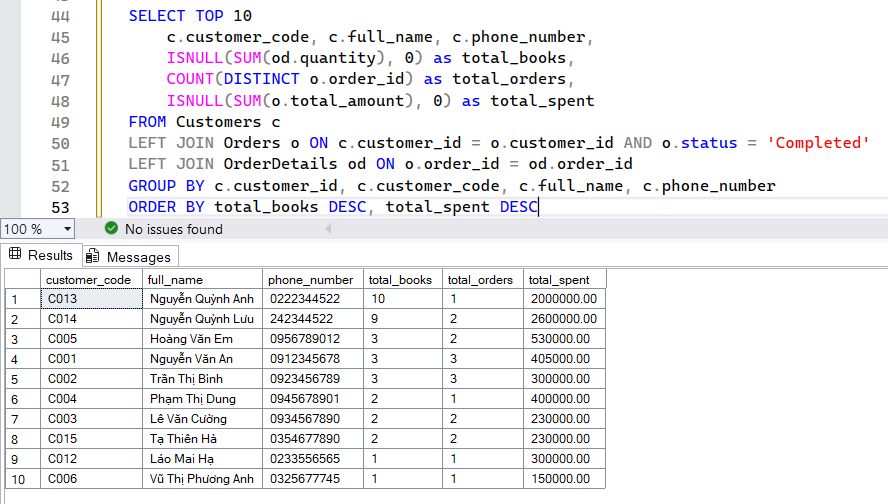 44 SELECT TOP 10
45 c.customer_code, c.full_name, c.phone_number,
46 ISNULL(SUM(od.quantity), 0) as total_books,
47 COUNT(DISTINCT o.order_id) as total_orders,
48 ISNULL(SUM(o.total_amount), 0) as total_spent
49 FROM Customers c
50 LEFT JOIN Orders o ON c.customer_id = o.customer_id AND o.status = 'Completed'
51 LEFT JOIN OrderDetails od ON o.order_id = od.order_id
52 GROUP BY c.customer_id, c.customer_code, c.full_name, c.phone_number
53 ORDER BY total_books DESC, total_spent DESC
100 % No issues found
Results Messages
customer_code full_name phone_number total_books total_orders total_spent
1 C013 Nguyễn Quỳnh Anh 0222344522 10 1 2000000.00
2 C014 Nguyễn Quỳnh Lưu 242344522 9 2 2600000.00
3 C005 Hoàng Văn Em 0956789012 3 2 530000.00
4 C001 Nguyễn Văn An 0912345678 3 3 405000.00
5 C002 Trần Thị Bình 0923456789 3 3 300000.00
6 C004 Phạm Thị Dung 0945678901 2 1 400000.00
7 C003 Lê Văn Cường 0934567890 2 2 230000.00
8 C015 Tạ Thiên Hà 0354677890 2 2 230000.00
9 C012 Láo Mai Hạ 0233556565 1 1 300000.00
10 C006 Vũ Thị Phương Anh 0325677745 1 1 150000.00